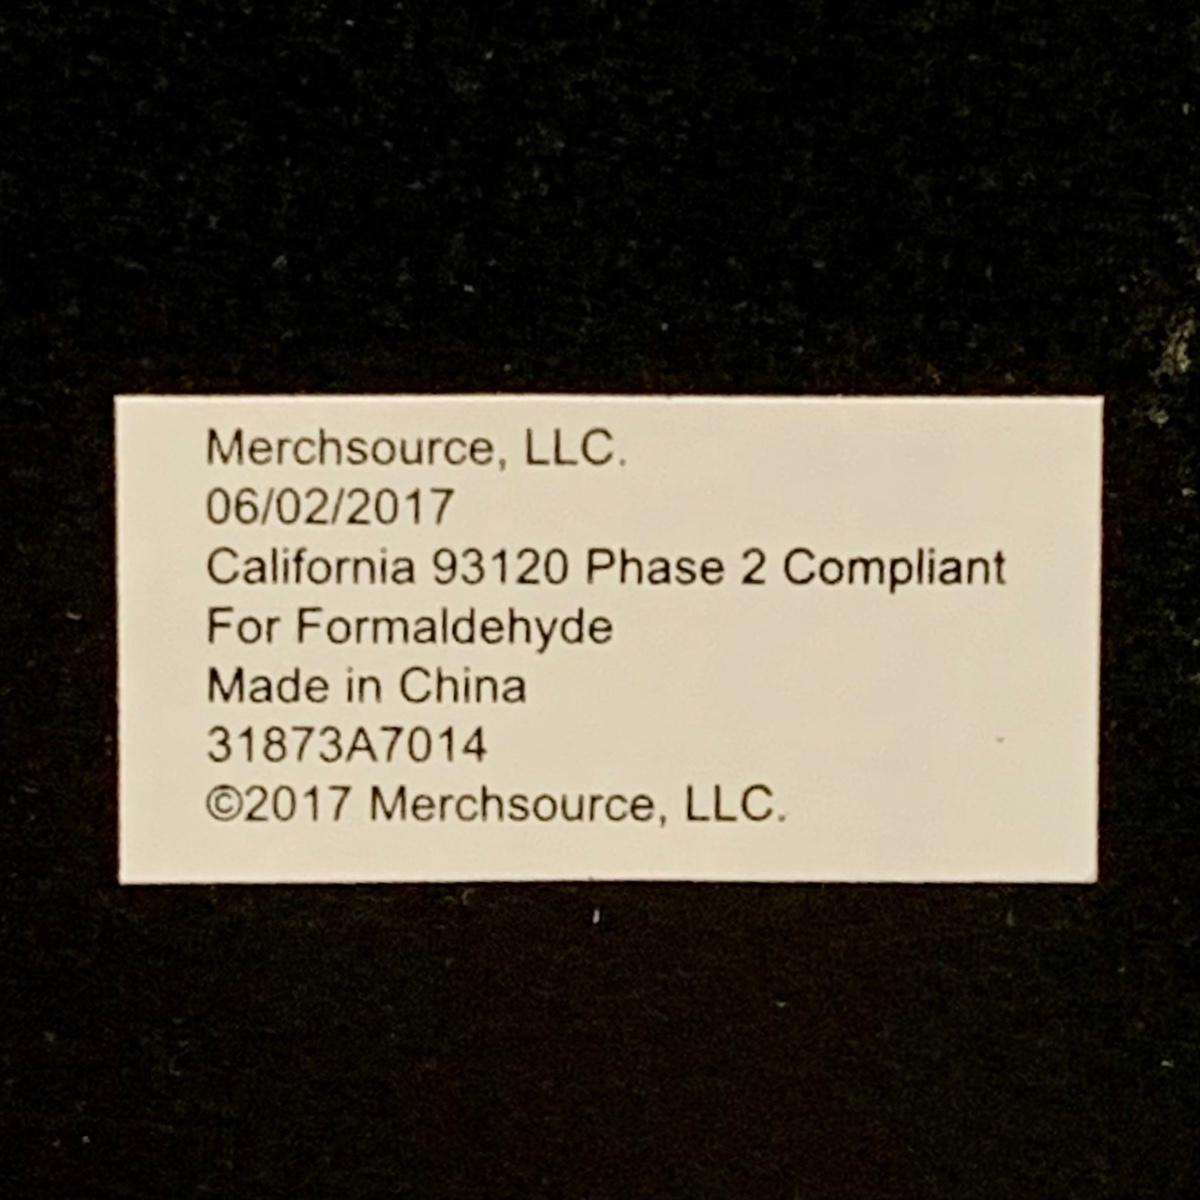 Merchsource, LLC.
06/02/2017
California 93120 Phase 2 Compliant
For Formaldehyde
Made in China
31873A7014
©2017 Merchsource, LLC.